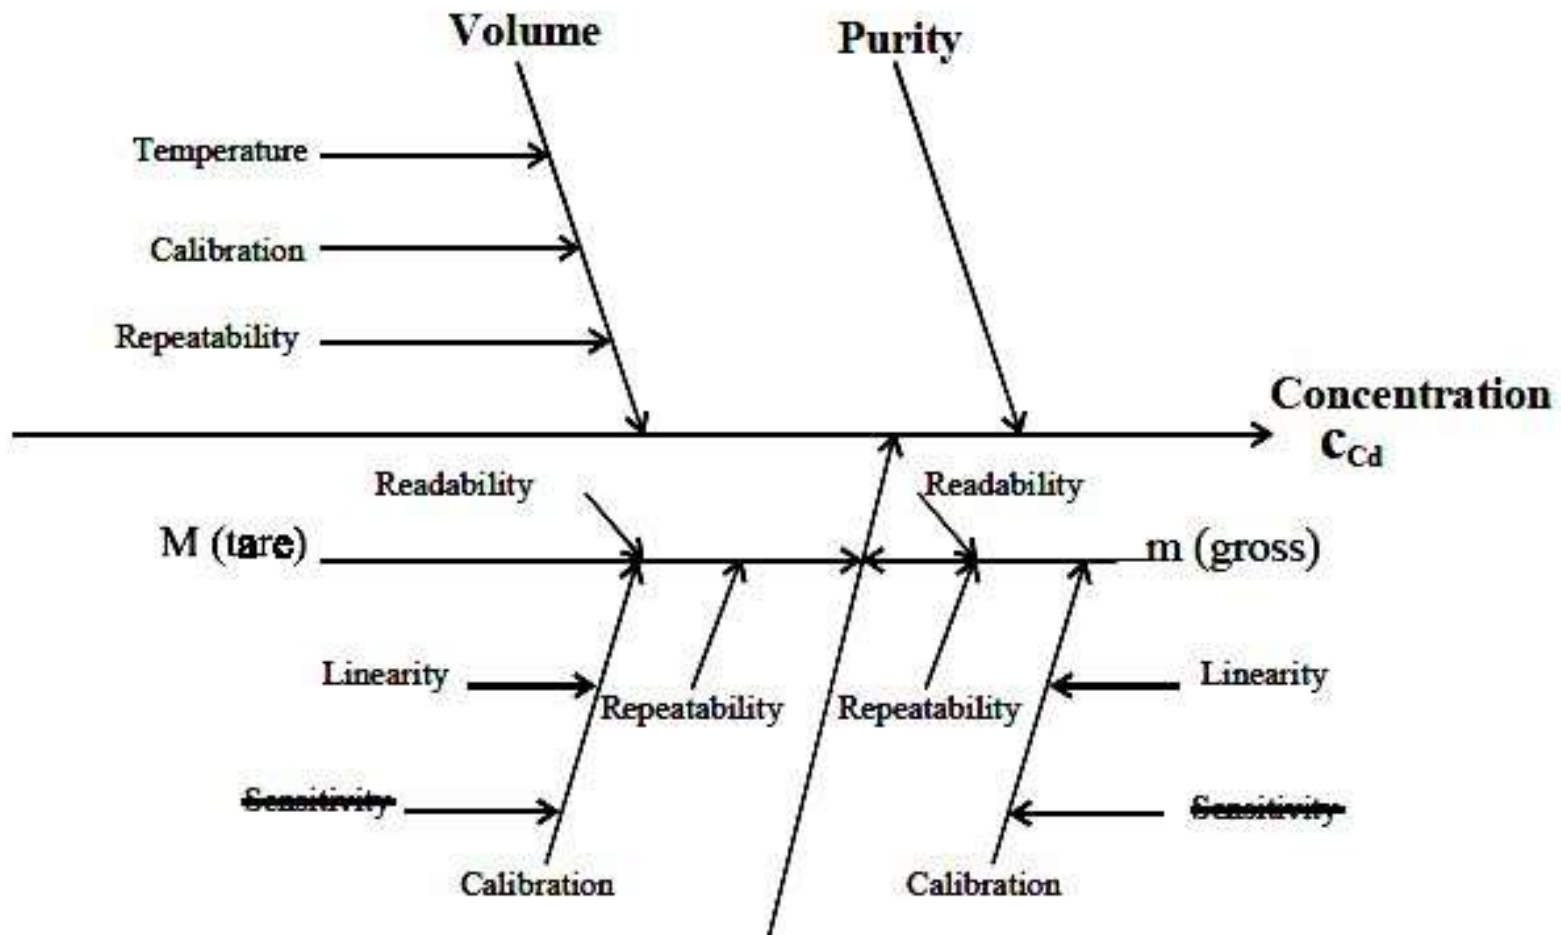 Volume
Purity
Temperature
Calibration
Repeatability
Concentration
cCd
Readability
Readability
M (tare)
m (gross)
Linearity
Linearity
Repeatability
Repeatability
Sensitivity
Sensitivity
Calibration
Calibration